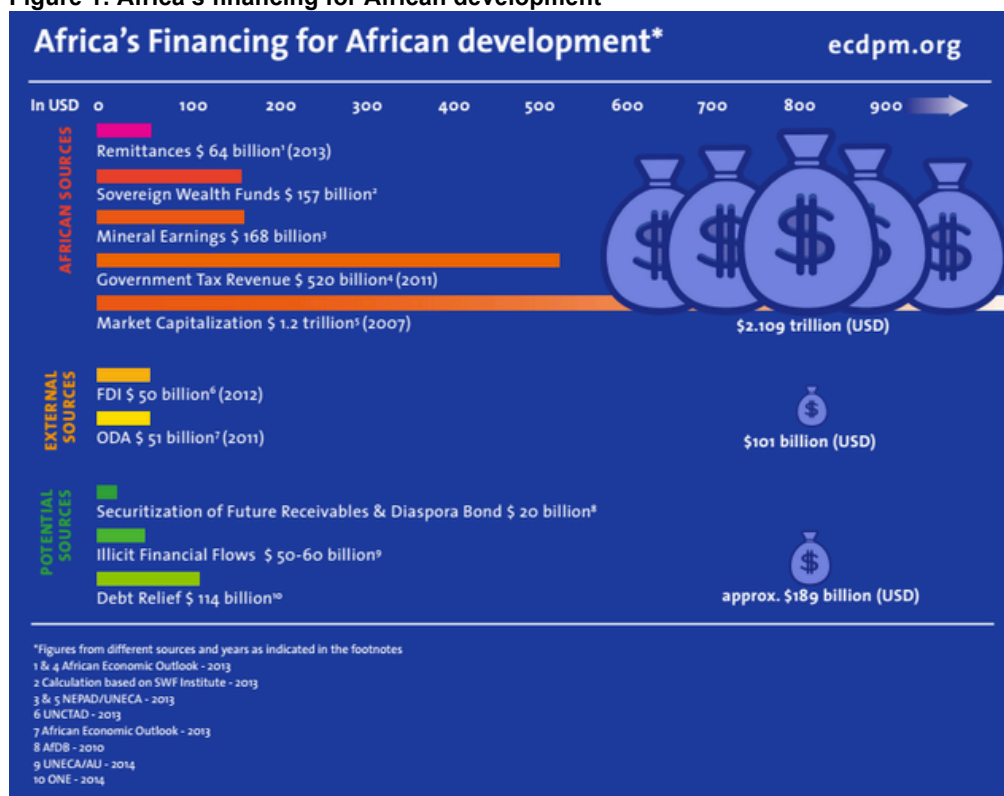 Figure 1: Africa's financing for African development
Africa's Financing for African development*
ecdpm.org
In USD 0 100 200 300 400 500 600 700 800 900
AFRICAN SOURCES
Remittances $ 64 billion¹ (2013)
Sovereign Wealth Funds $ 157 billion²
Mineral Earnings $ 168 billion³
Government Tax Revenue $ 520 billion⁴ (2011)
Market Capitalization $ 1.2 trillion⁵ (2007)
$ $ $ $ $
$2.109 trillion (USD)
EXTERNAL
SOURCES
FDI $ 50 billion⁶ (2012)
ODA $ 51 billion⁷ (2011)
$
$101 billion (USD)
POTENTIAL
SOURCES
Securitization of Future Receivables & Diaspora Bond $ 20 billion⁸
Illicit Financial Flows $ 50-60 billion⁹
Debt Relief $ 114 billion¹⁰
$
approx. $189 billion (USD)
*Figures from different sources and years as indicated in the footnotes
1 & 4 African Economic Outlook - 2013
2 Calculation based on SWF Institute - 2013
3 & 5 NEPAD/UNECA - 2013
6 UNCTAD - 2013
7 African Economic Outlook - 2013
8 AfDB - 2010
9 UNECA/AU - 2014
10 ONE - 2014